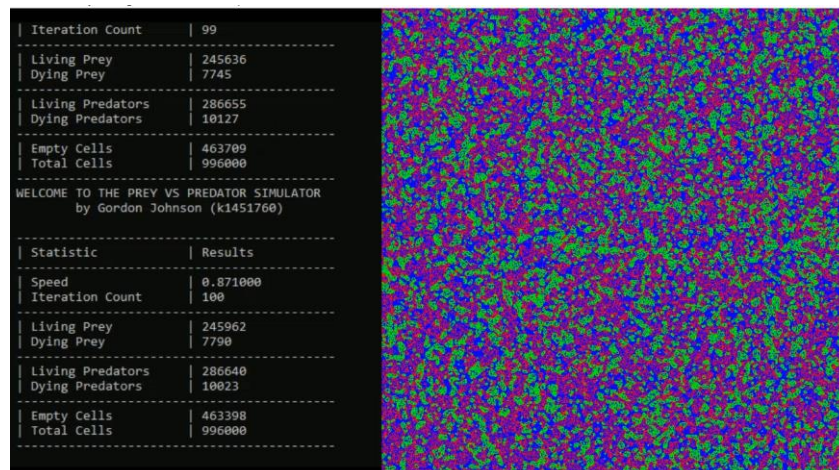 | Iteration Count | 99
| Living Prey | 245636
| Dying Prey | 7745
| Living Predators | 286655
| Dying Predators | 10127
| Empty Cells | 463709
| Total Cells | 996000
WELCOME TO THE PREY VS PREDATOR SIMULATOR
by Gordon Johnson (k1451760)
| Statistic | Results
| Speed | 0.871000
| Iteration Count | 100
| Living Prey | 245962
| Dying Prey | 7790
| Living Predators | 286640
| Dying Predators | 10023
| Empty Cells | 463398
| Total Cells | 996000